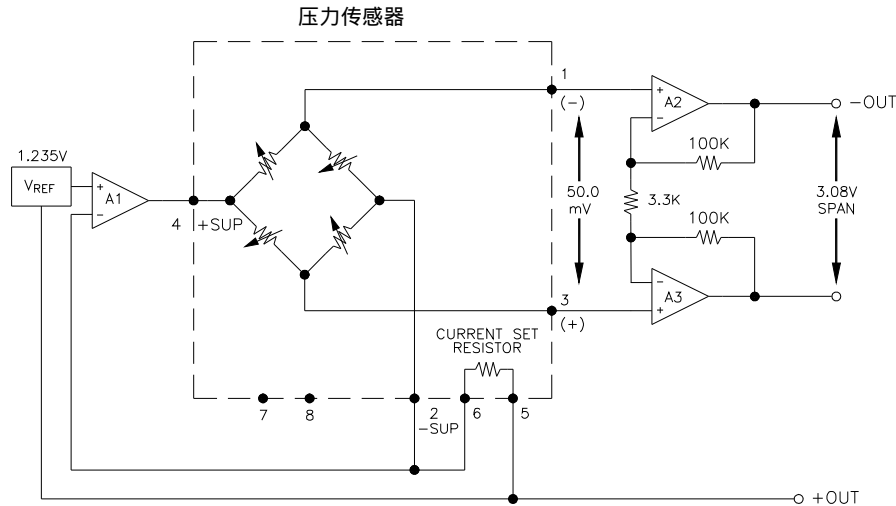 压力传感器
1.235V
VREF
+
A1
−
4
+SUP
1
(−)
50.0
mV
3
(+)
+
A2
−
100K
3.3K
100K
−
A3
+
−OUT
3.08V
SPAN
CURRENT SET
RESISTOR
7
8
2
−SUP
6
5
+OUT